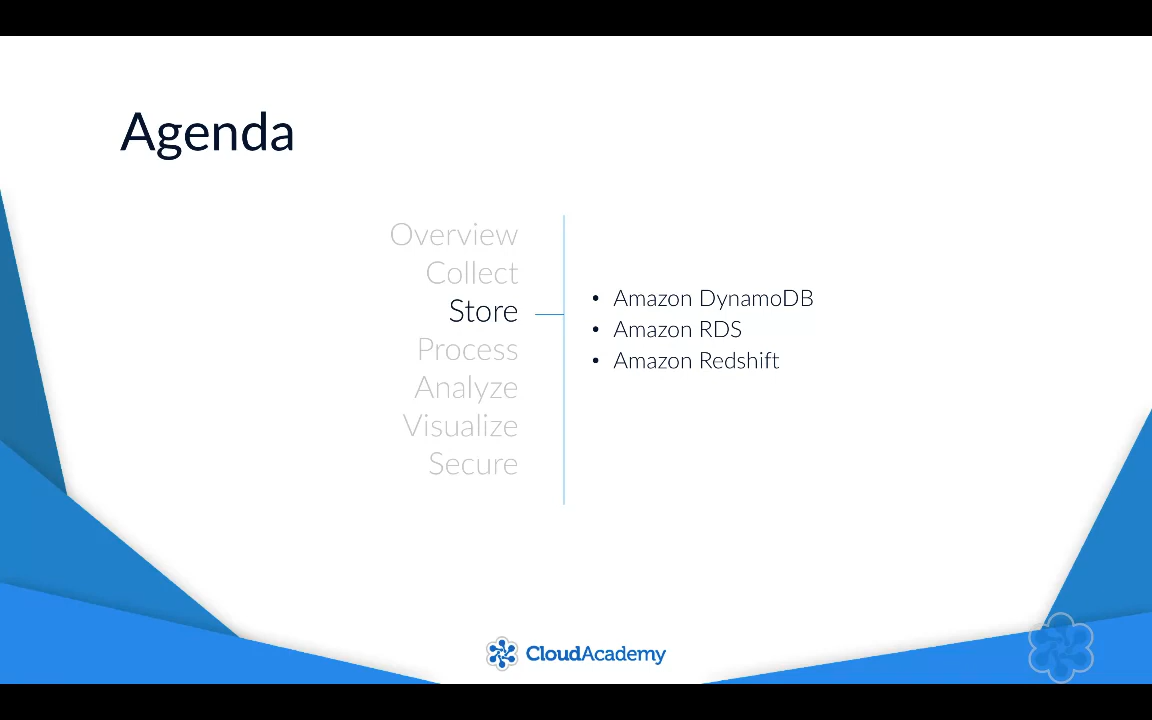 Agenda
Overview
Collect
Store
Process
Analyze
Visualize
Secure
• Amazon DynamoDB
• Amazon RDS
• Amazon Redshift
CloudAcademy